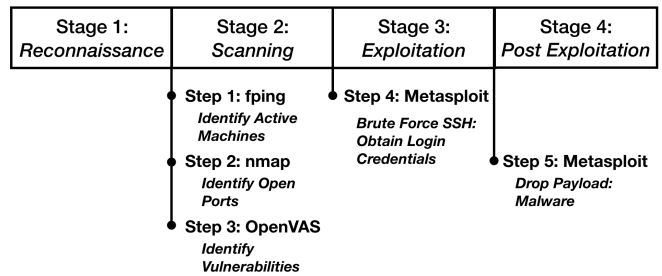 Stage 1:
Reconnaissance
Stage 2:
Scanning
Stage 3:
Exploitation
Stage 4:
Post Exploitation
Step 1: fping
Identify Active
Machines
Step 2: nmap
Identify Open
Ports
Step 3: OpenVAS
Identify
Vulnerabilities
Step 4: Metasploit
Brute Force SSH:
Obtain Login
Credentials
Step 5: Metasploit
Drop Payload:
Malware